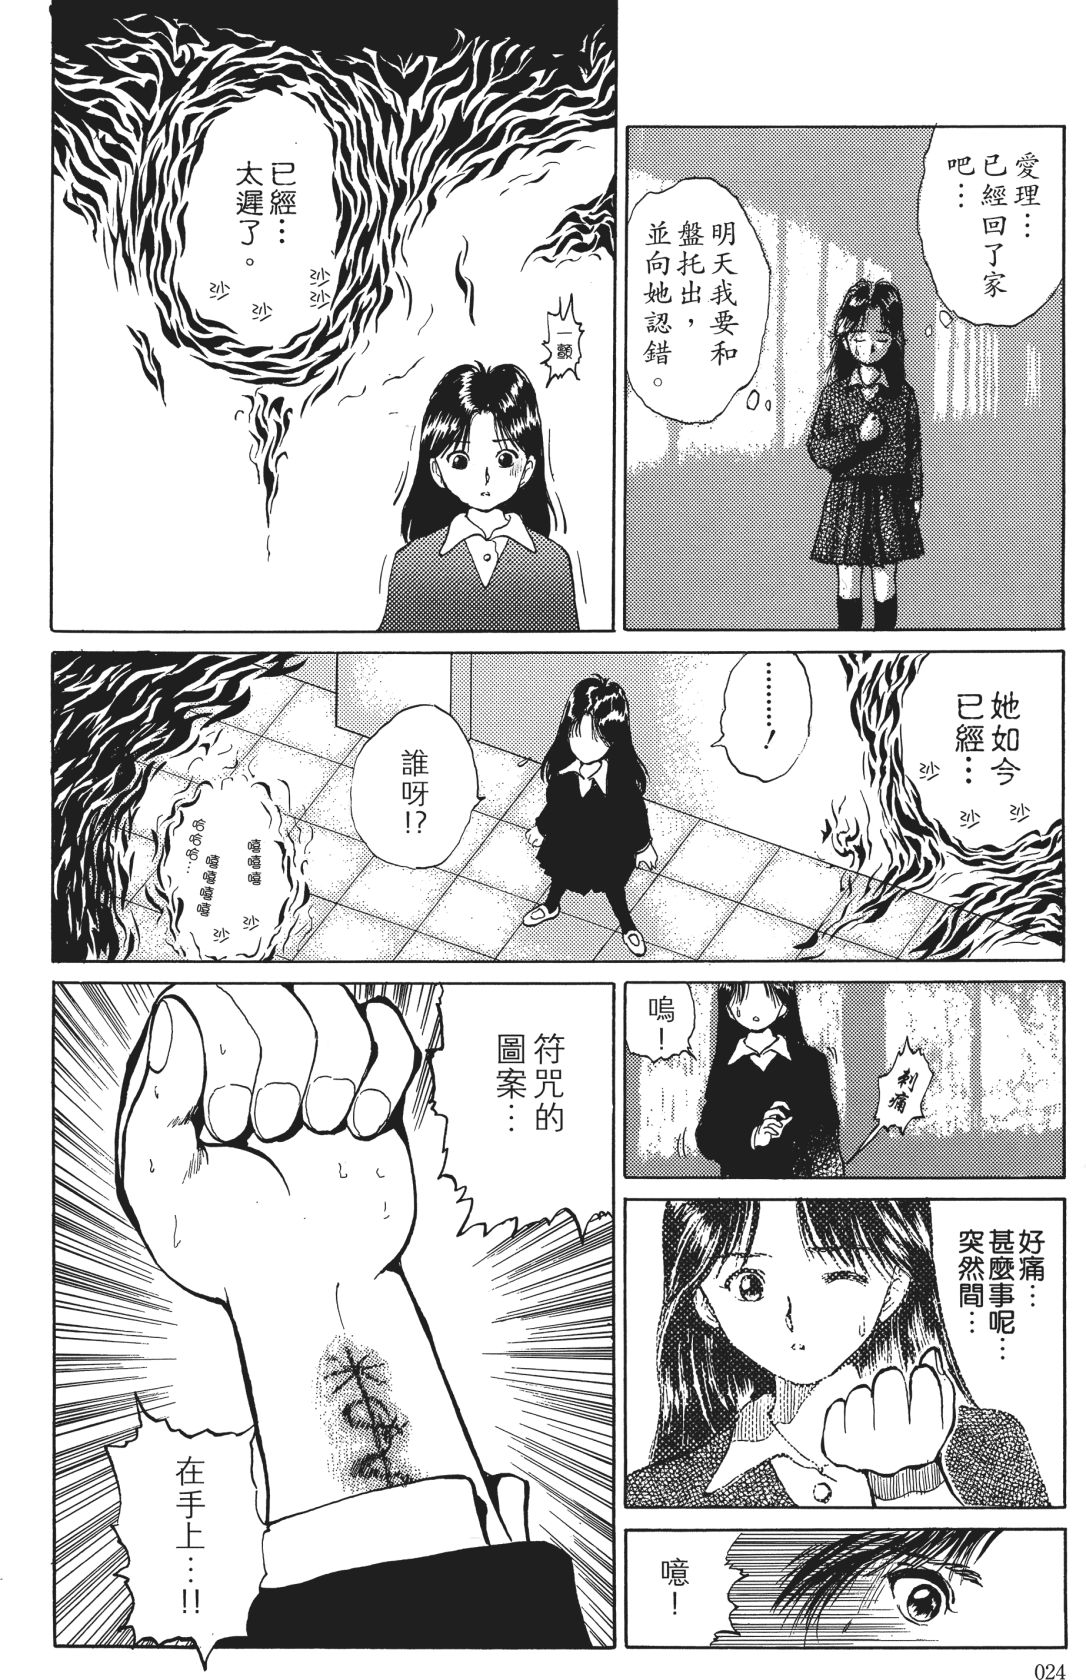 愛理⋯
已經回了家
吧⋯
明天我要和
盤托出，
並向她認錯。
一顫
已經⋯
太遲了。
沙
沙
沙
沙
她如今
已經⋯
沙
沙
沙
⋯⋯⋯！
誰呀!?
嘻嘻嘻
嘻嘻嘻嘻
哈哈哈⋯
沙
沙
嗚！
刺痛
好痛⋯
甚麼事呢⋯
突然間⋯
噫！
符咒的
圖案⋯
在手上⋯!!
024